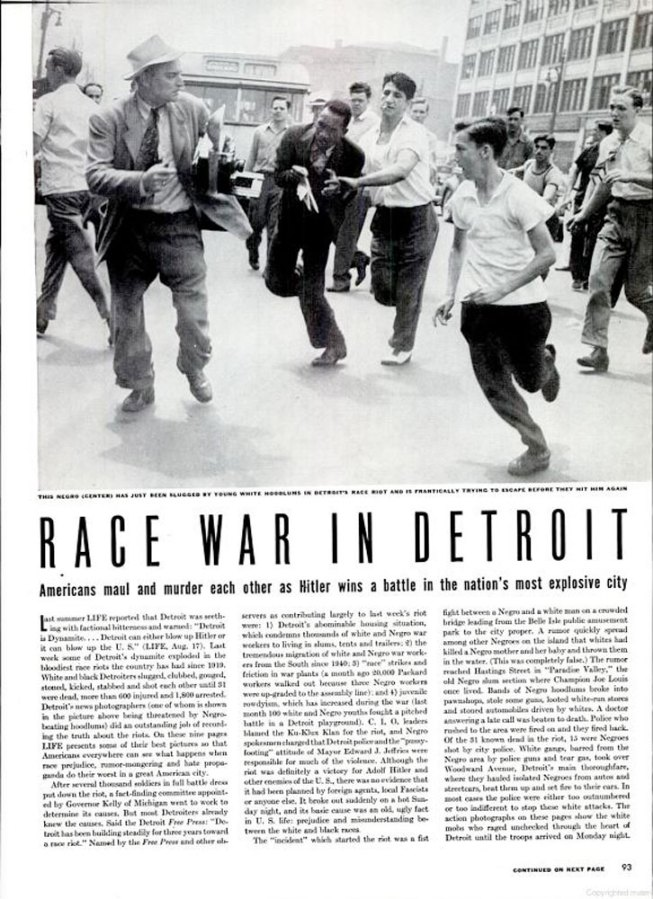 THIS NEGRO (CENTER) HAS JUST BEEN SLUGGED BY YOUNG WHITE HOODLUMS IN DETROIT'S RACE RIOT AND IS FRANTICALLY TRYING TO ESCAPE BEFORE THEY HIT HIM AGAIN
RACE WAR IN DETROIT
Americans maul and murder each other as Hitler wins a battle in the nation's most explosive city
Last summer LIFE reported that Detroit was seeth-
ing with factional bitterness and warned: "Detroit
is Dynamite. . . . Detroit can either blow up Hitler or
it can blow up the U. S." (LIFE, Aug. 17). Last
week some of Detroit's dynamite exploded in the
bloodiest race riots the country has had since 1919.
White and black Detroiters slugged, clubbed, gouged,
stoned, kicked, stabbed and shot each other until 31
were dead, more than 600 injured and 1,800 arrested.
Detroit's news photographers (one of whom is shown
in the picture above being threatened by Negro-
beating hoodlums) did an outstanding job of record-
ing the truth about the riots. On these nine pages
LIFE presents some of their best pictures so that
Americans everywhere can see what happens when
race prejudice, rumor-mongering and hate propa-
ganda do their worst in a great American city.
After several thousand soldiers in full battle dress
put down the riot, a fact-finding committee appoint-
ed by Governor Kelly of Michigan went to work to
determine its causes. But most Detroiters already
knew the causes. Said the Detroit Free Press: "De-
troit has been building steadily for three years toward
a race riot." Named by the Free Press and other ob-
servers as contributing largely to last week's riot
were: 1) Detroit's abominable housing situation,
which condemns thousands of white and Negro war
workers to living in slums, tents and trailers; 2) the
tremendous migration of white and Negro war work-
ers from the South since 1940; 3) "race" strikes and
friction in war plants (a month ago 20,000 Packard
workers walked out because three Negro workers
were up-graded to the assembly line); and 4) juvenile
rowdyism, which has increased during the war (last
month 100 white and Negro youths fought a pitched
battle in a Detroit playground). C. I. O. leaders
blamed the Ku-Klux Klan for the riot, and Negro
spokesmen charged that Detroit police and the "pussy-
footing" attitude of Mayor Edward J. Jeffries were
responsible for much of the violence. Although the
riot was definitely a victory for Adolf Hitler and
other enemies of the U. S., there was no evidence that
it had been planned by foreign agents, local Fascists
or anyone else. It broke out suddenly on a hot Sun-
day night, and its basic cause was an old, ugly fact
in U. S. life: prejudice and misunderstanding be-
tween the white and black races.
The "incident" which started the riot was a fist
fight between a Negro and a white man on a crowded
bridge leading from the Belle Isle public amusement
park to the city proper. A rumor quickly spread
among other Negroes on the island that whites had
killed a Negro mother and her baby and thrown them
in the water. (This was completely false.) The rumor
reached Hastings Street in "Paradise Valley," the
old Negro slum section where Champion Joe Louis
once lived. Bands of Negro hoodlums broke into
pawnshops, stole some guns, looted white-run stores
and stoned automobiles driven by whites. A doctor
answering a late call was beaten to death. Police who
rushed to the area were fired on and they fired back.
Of the 31 known dead in the riot, 15 were Negroes
shot by city police. White gangs, barred from the
Negro area by police guns and tear gas, took over
Woodward Avenue, Detroit's main thoroughfare,
where they hauled isolated Negroes from autos and
streetcars, beat them up and set fire to their cars. In
most cases the police were either too outnumbered
or too indifferent to stop these white attacks. The
action photographs on these pages show the white
mobs who raged unchecked through the heart of
Detroit until the troops arrived on Monday night.
CONTINUED ON NEXT PAGE 93
Copyrighted mater